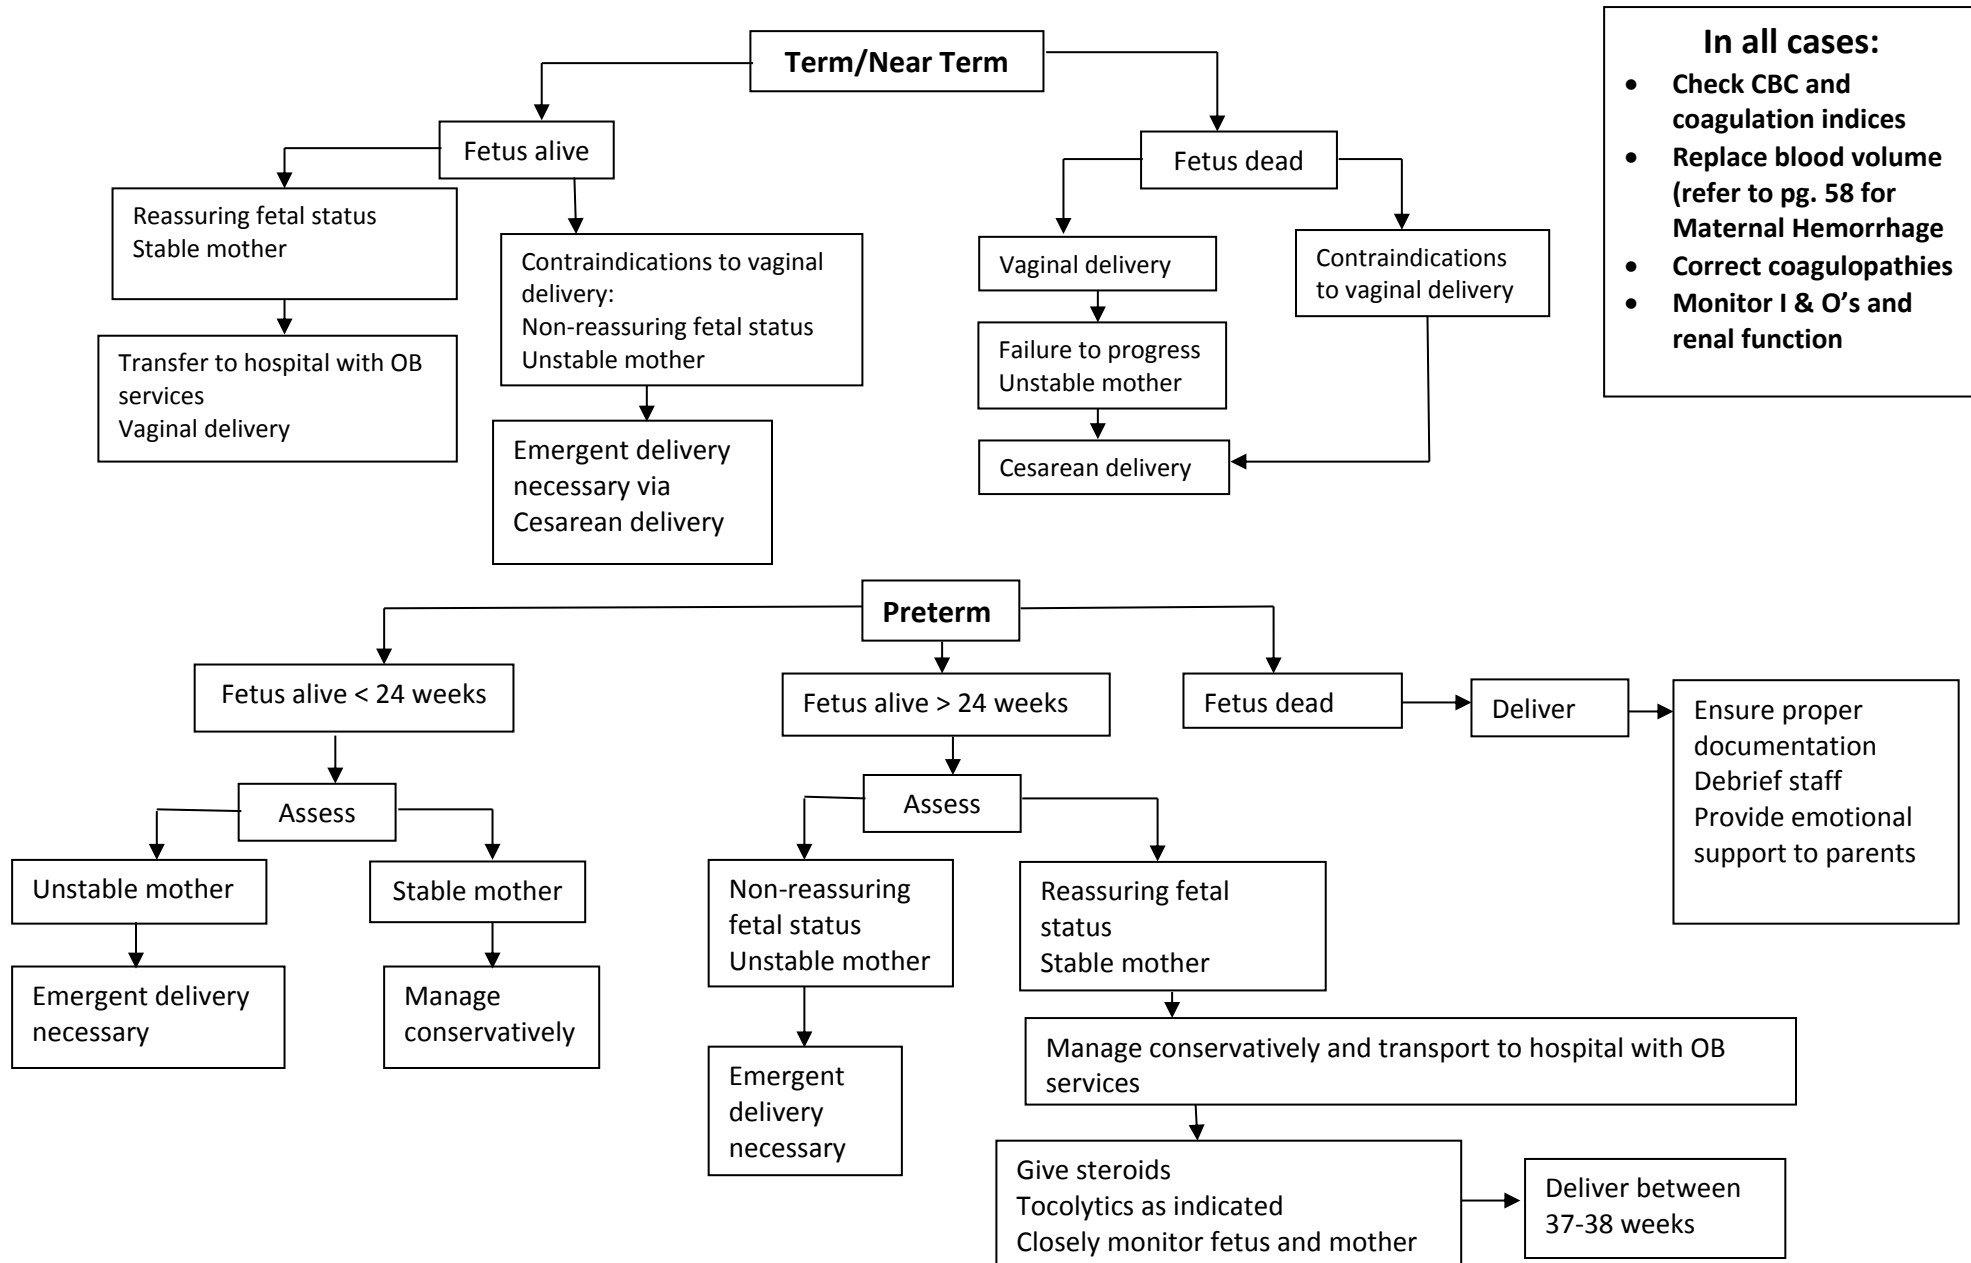 Term/Near Term
In all cases:
• Check CBC and
coagulation indices
• Replace blood volume
(refer to pg. 58 for
Maternal Hemorrhage
• Correct coagulopathies
• Monitor I & O’s and
renal function
Fetus alive
Fetus dead
Reassuring fetal status
Stable mother
Contraindications to vaginal
delivery:
Non-reassuring fetal status
Unstable mother
Vaginal delivery
Contraindications
to vaginal delivery
Transfer to hospital with OB
services
Vaginal delivery
Failure to progress
Unstable mother
Emergent delivery
necessary via
Cesarean delivery
Cesarean delivery
Preterm
Fetus alive < 24 weeks
Fetus alive > 24 weeks
Fetus dead
Deliver
Ensure proper
documentation
Debrief staff
Provide emotional
support to parents
Assess
Assess
Unstable mother
Stable mother
Non-reassuring
fetal status
Unstable mother
Reassuring fetal
status
Stable mother
Emergent delivery
necessary
Manage
conservatively
Emergent
delivery
necessary
Manage conservatively and transport to hospital with OB
services
Give steroids
Tocolytics as indicated
Closely monitor fetus and mother
Deliver between
37-38 weeks